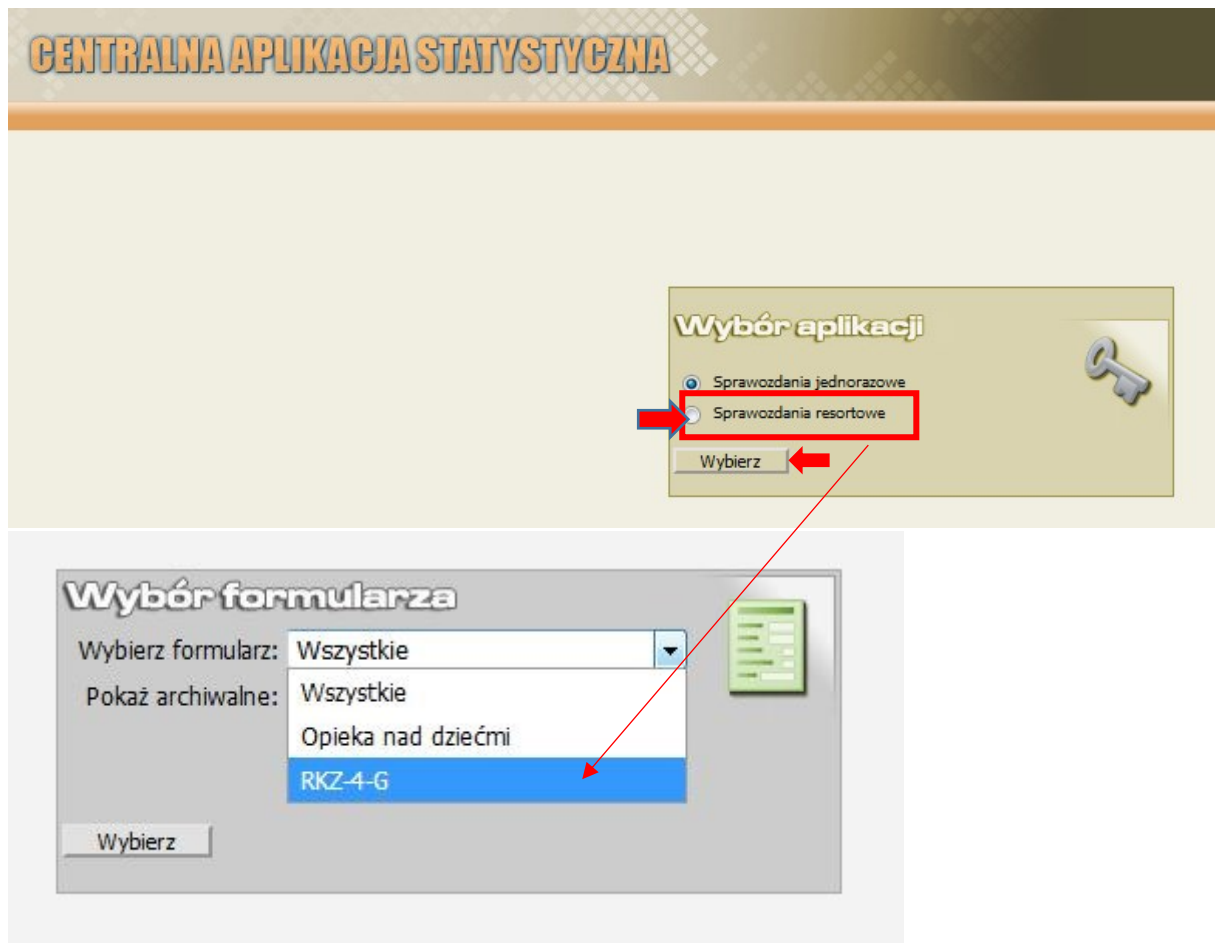 CENTRALNA APLIKACJA STATYSTYCZNA
Wybór aplikacji
Sprawozdania jednorazowe
Sprawozdania resortowe
Wybierz
Wybór formularza
Wybierz formularz: Wszystkie
Pokaż archiwalne: Wszystkie
Opieka nad dziećmi
RKZ-4-G
Wybierz